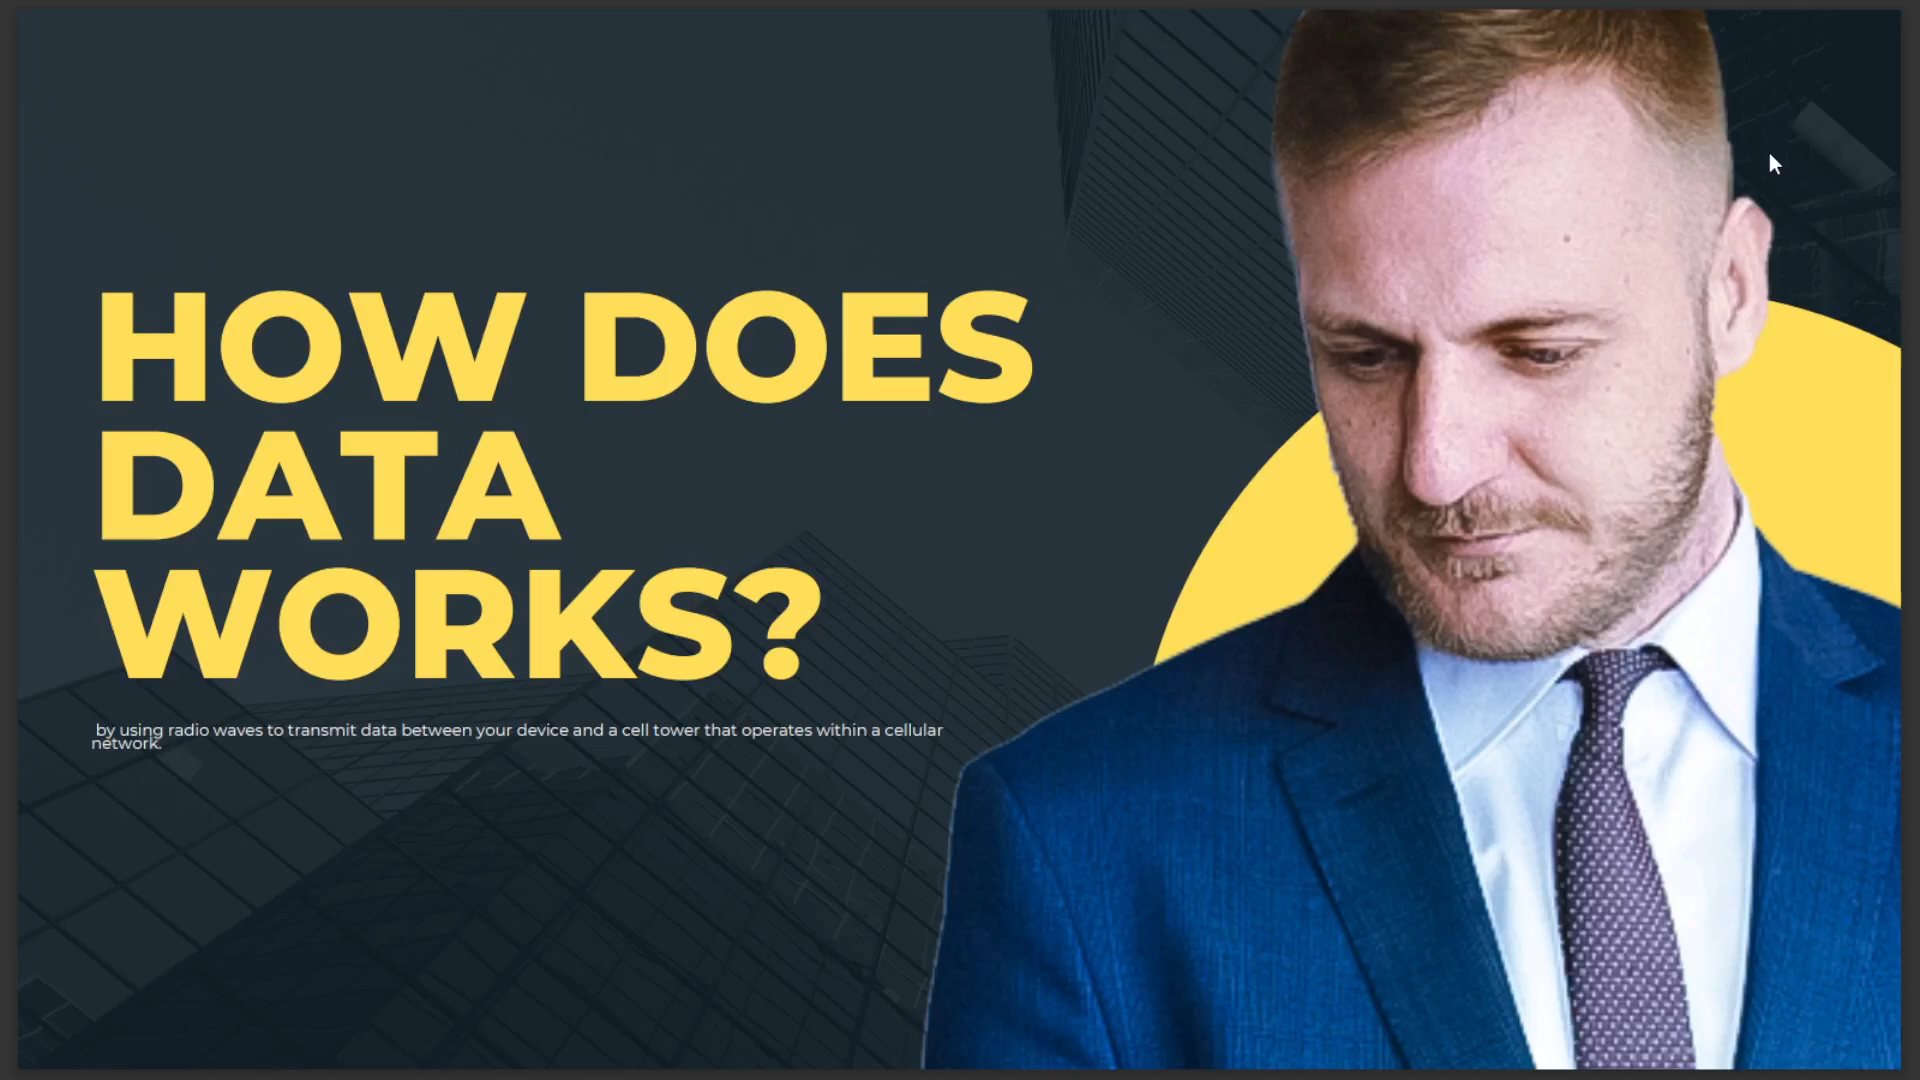 HOW DOES
DATA
WORKS?
by using radio waves to transmit data between your device and a cell tower that operates within a cellular
network.